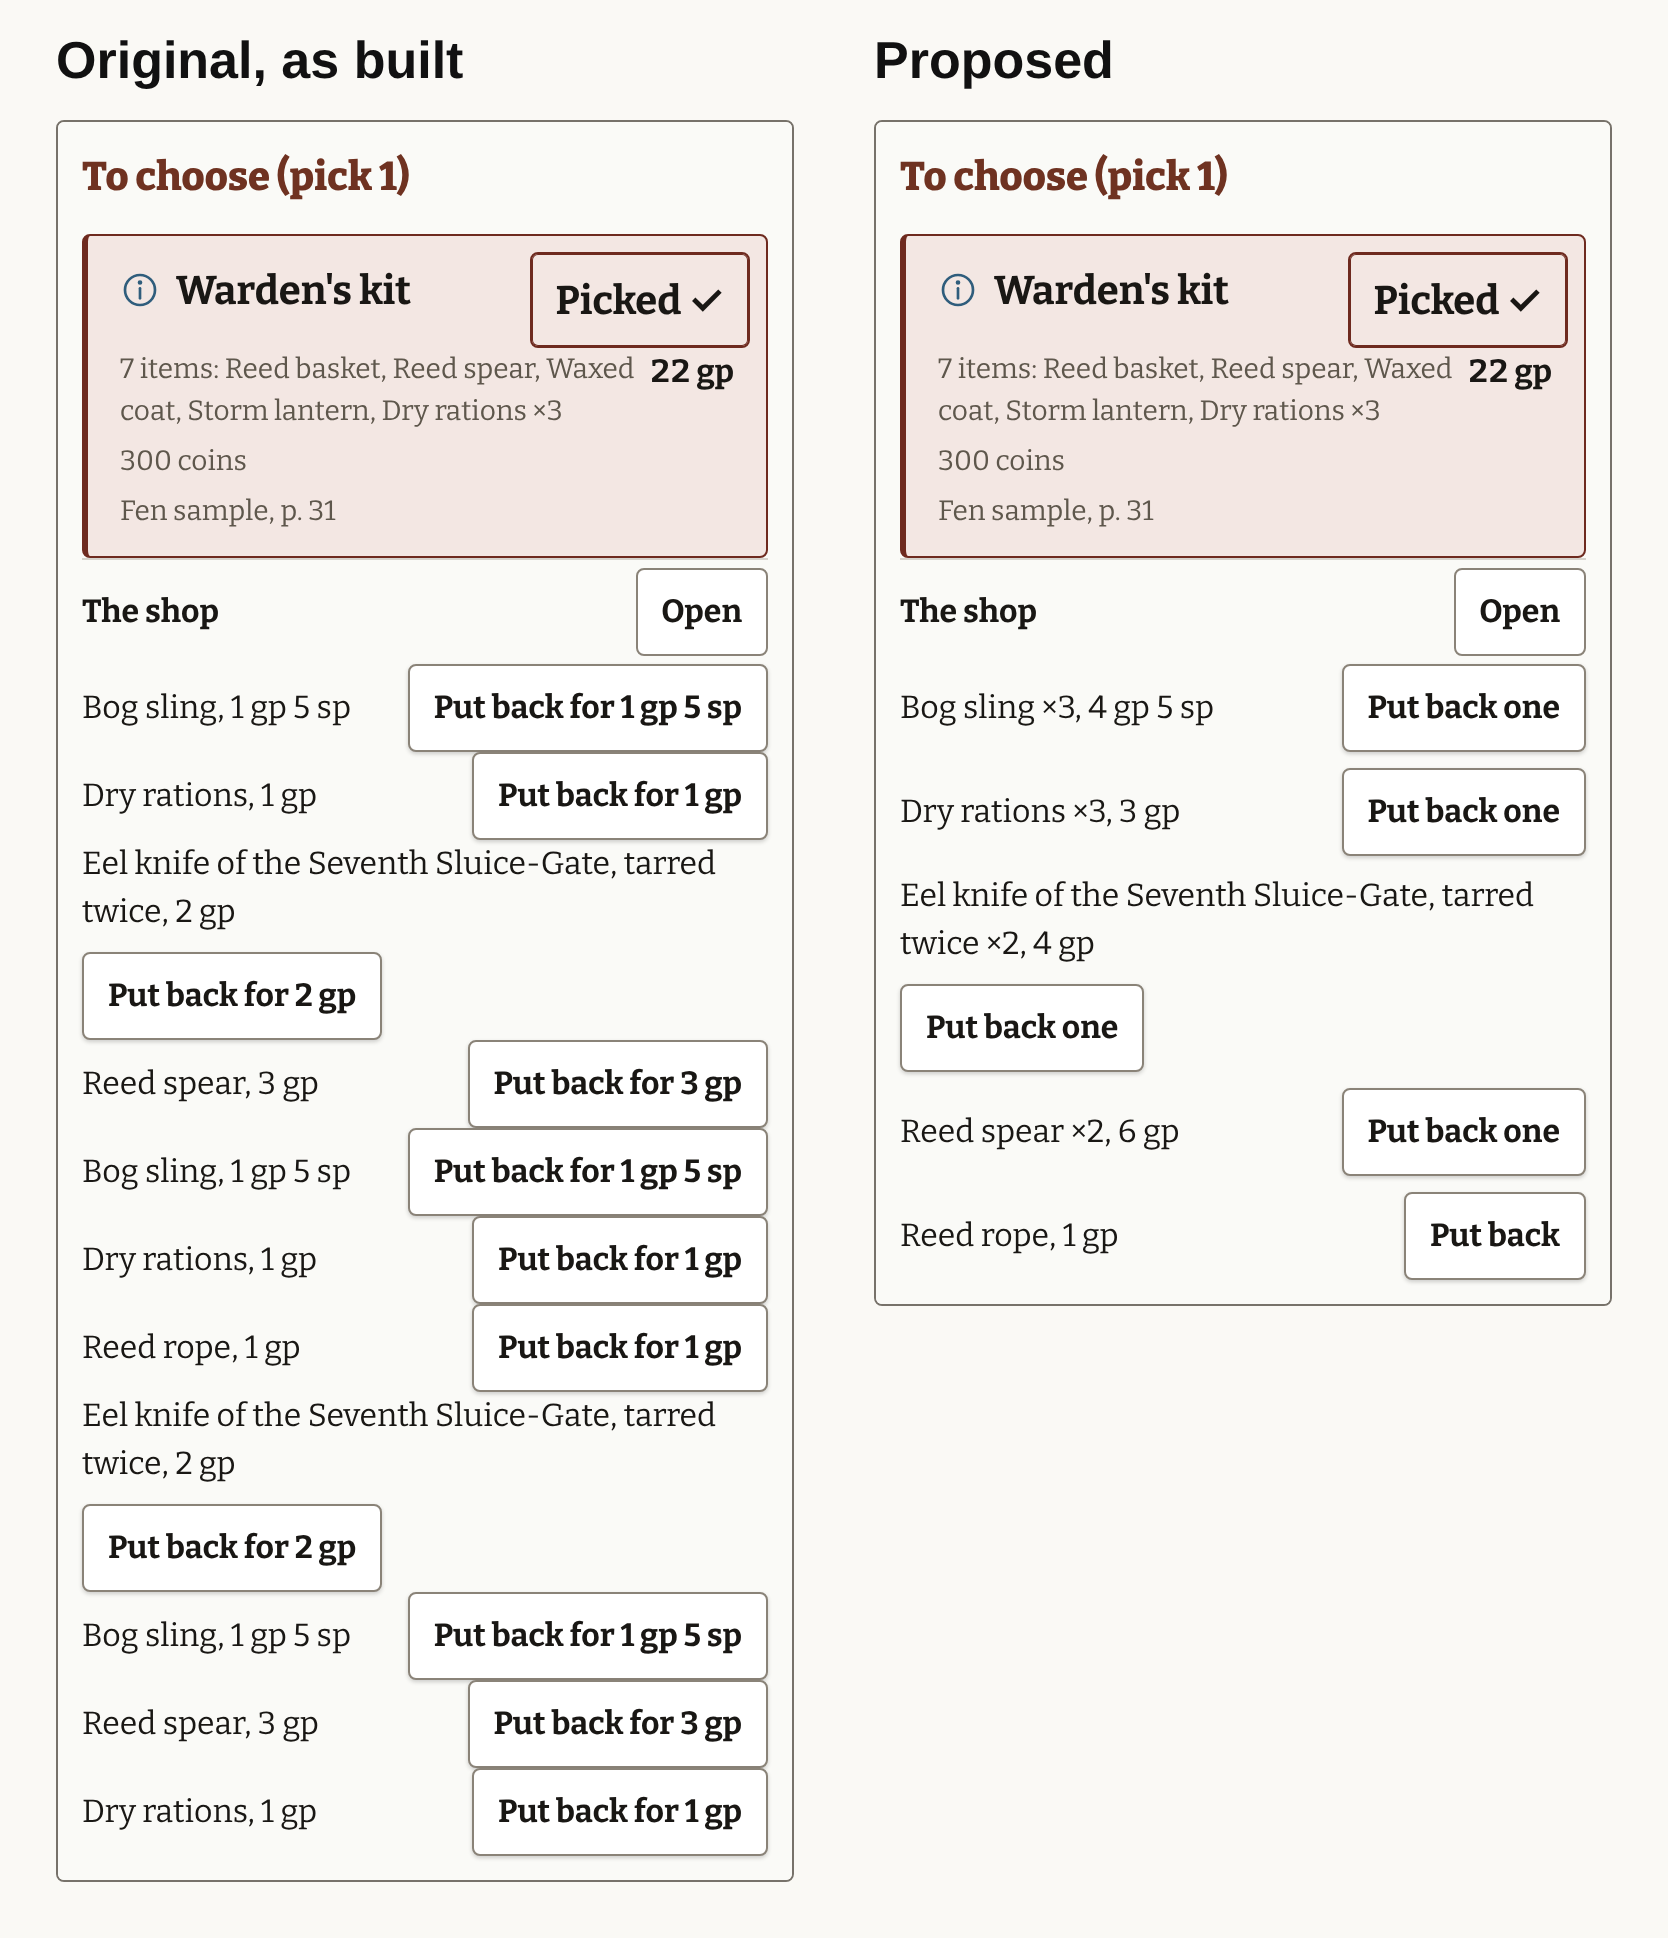 Original, as built
To choose (pick 1)
Warden's kit
Picked ✓
7 items: Reed basket, Reed spear, Waxed
coat, Storm lantern, Dry rations ×3
22 gp
300 coins
Fen sample, p. 31
The shop
Open
Bog sling, 1 gp 5 sp
Put back for 1 gp 5 sp
Dry rations, 1 gp
Put back for 1 gp
Eel knife of the Seventh Sluice-Gate, tarred
twice, 2 gp
Put back for 2 gp
Reed spear, 3 gp
Put back for 3 gp
Bog sling, 1 gp 5 sp
Put back for 1 gp 5 sp
Dry rations, 1 gp
Put back for 1 gp
Reed rope, 1 gp
Put back for 1 gp
Eel knife of the Seventh Sluice-Gate, tarred
twice, 2 gp
Put back for 2 gp
Bog sling, 1 gp 5 sp
Put back for 1 gp 5 sp
Reed spear, 3 gp
Put back for 3 gp
Dry rations, 1 gp
Put back for 1 gp
Proposed
To choose (pick 1)
Warden's kit
Picked ✓
7 items: Reed basket, Reed spear, Waxed
coat, Storm lantern, Dry rations ×3
22 gp
300 coins
Fen sample, p. 31
The shop
Open
Bog sling ×3, 4 gp 5 sp
Put back one
Dry rations ×3, 3 gp
Put back one
Eel knife of the Seventh Sluice-Gate, tarred
twice ×2, 4 gp
Put back one
Reed spear ×2, 6 gp
Put back one
Reed rope, 1 gp
Put back